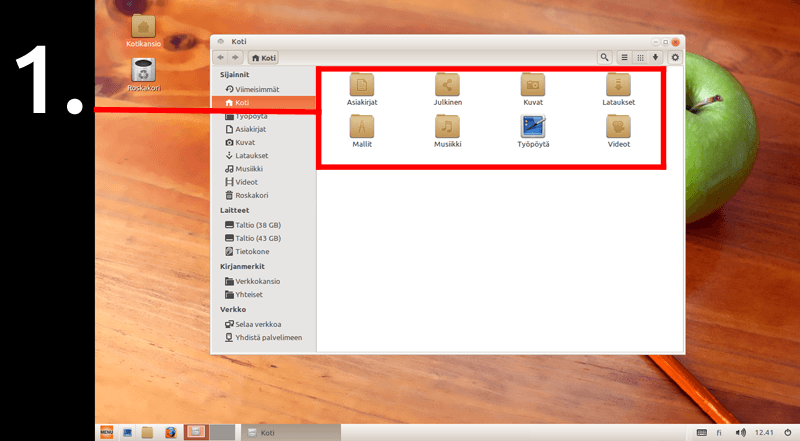 1.
Kotikansio
Roskakori
Koti
Koti
Sijainnit
Viimeisimmät
Koti
Työpöytä
Asiakirjat
Kuvat
Lataukset
Musiikki
Videot
Roskakori
Laitteet
Taltio (38 GB)
Taltio (43 GB)
Tietokone
Kirjanmerkit
Verkkokansio
Yhteiset
Verkko
Selaa verkkoa
Yhdistä palvelimeen
Asiakirjat Julkinen Kuvat Lataukset
Mallit Musiikki Työpöytä Videot
MENU Koti fi 12.41